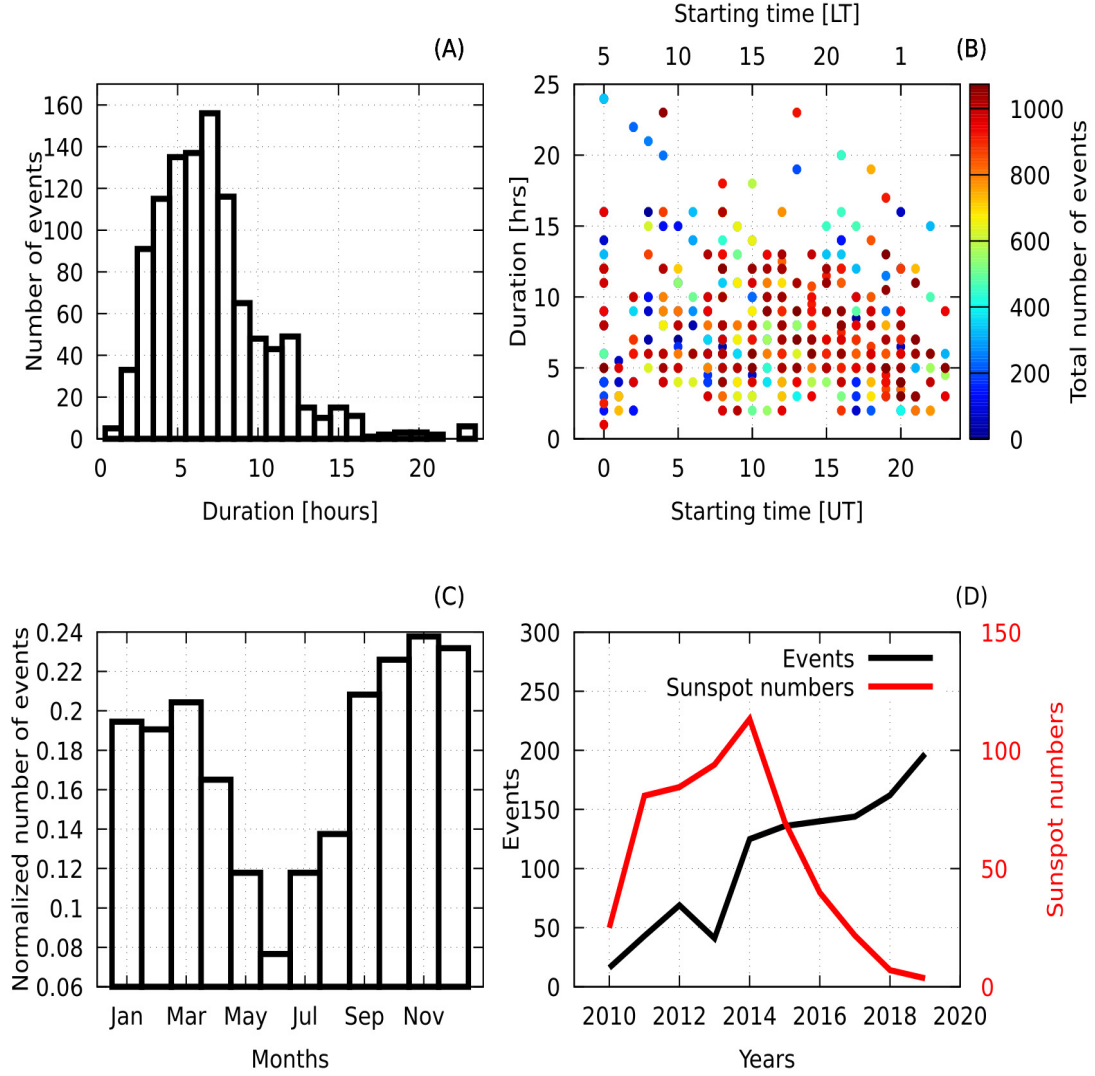 (A)
Number of events
160
140
120
100
80
60
40
20
0
0 5 10 15 20
Duration [hours]
Starting time [LT]
(B)
5 10 15 20 1
Duration [hrs]
25
20
15
10
5
0
0 5 10 15 20
Starting time [UT]
1000
800
600
400
200
0
Total number of events
(C)
Normalized number of events
0.24
0.22
0.2
0.18
0.16
0.14
0.12
0.1
0.08
0.06
Jan Mar May Jul Sep Nov
Months
(D)
Events
300
250
200
150
100
50
0
Events
Sunspot numbers
150
100
50
0
Sunspot numbers
2010 2012 2014 2016 2018 2020
Years